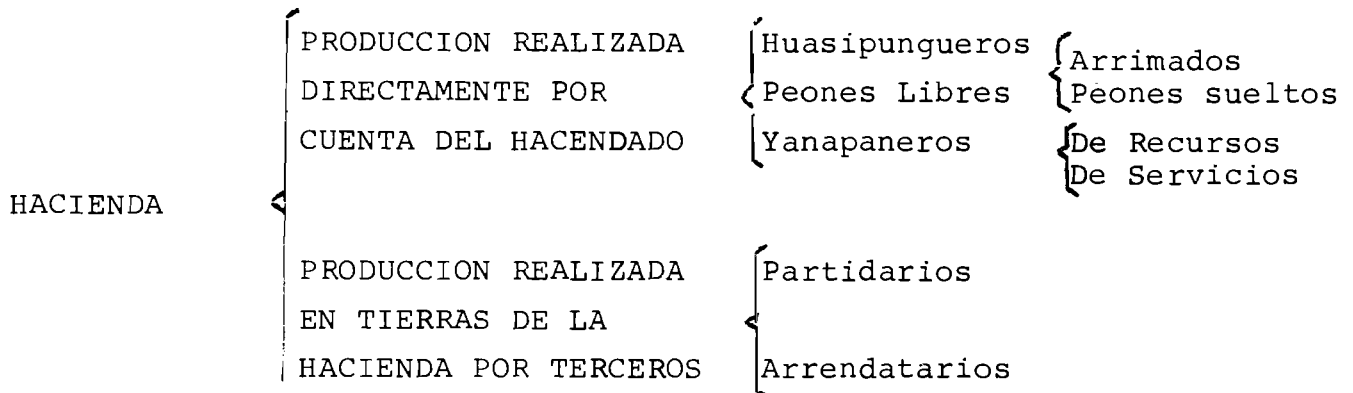 PRODUCCION REALIZADA Huasipungueros Arrimados
DIRECTAMENTE POR Peones Libres Peones sueltos
CUENTA DEL HACENDADO Yanapaneros De Recursos
De Servicios
HACIENDA
PRODUCCION REALIZADA Partidarios
EN TIERRAS DE LA
HACIENDA POR TERCEROS Arrendatarios